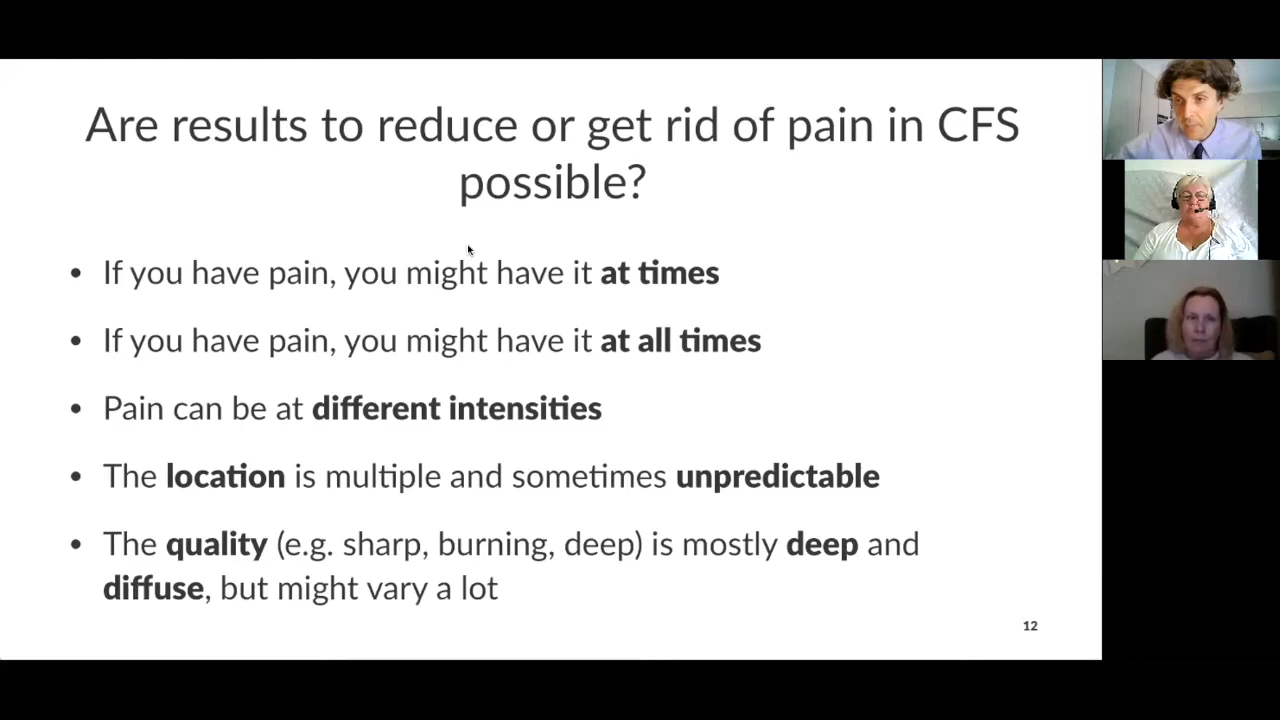 Are results to reduce or get rid of pain in CFS
possible?
• If you have pain, you might have it at times
• If you have pain, you might have it at all times
• Pain can be at different intensities
• The location is multiple and sometimes unpredictable
• The quality (e.g. sharp, burning, deep) is mostly deep and
diffuse, but might vary a lot
12